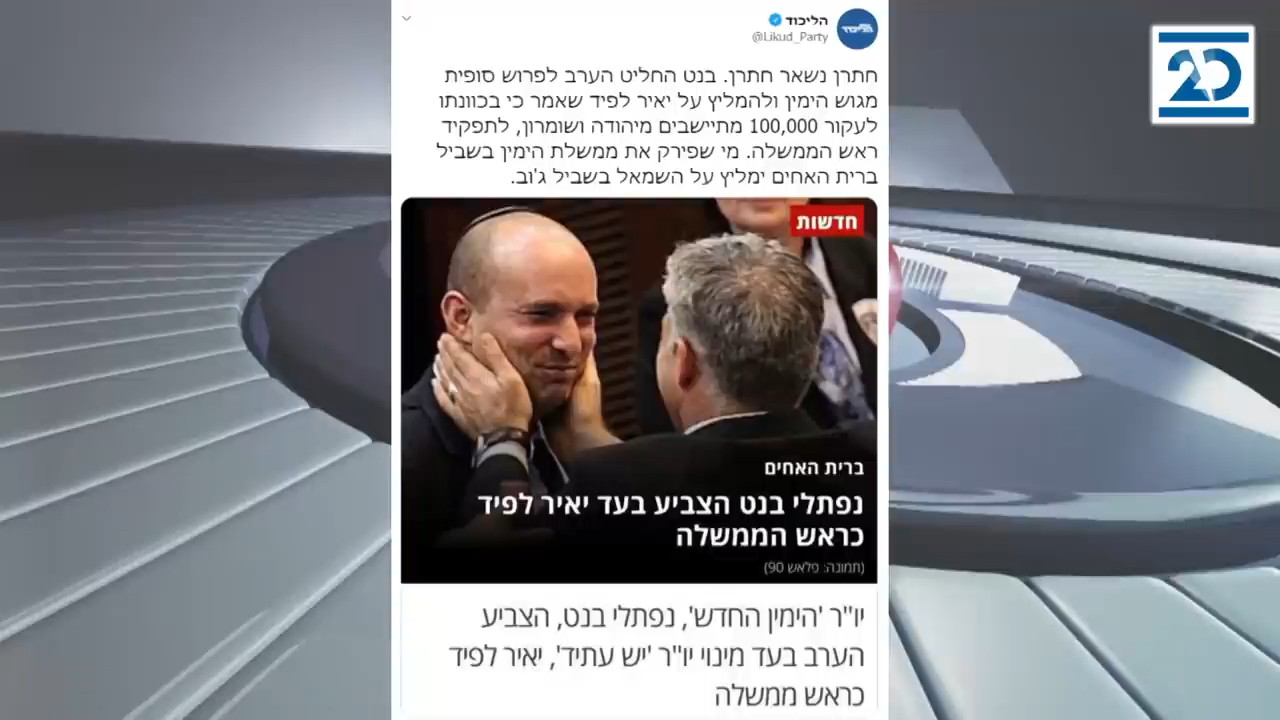 הליכוד
@Likud_Party
20
חתרן נשאר חתרן. בנט החליט הערב לפרוש סופית
מגוש הימין ולהמליץ על יאיר לפיד שאמר כי בכוונתו
לעקור 100,000 מתיישבים מיהודה ושומרון, לתפקיד
ראש הממשלה. מי שפירק את ממשלת הימין בשביל
ברית האחים ימליץ על השמאל בשביל ג'וב.
חדשות
ברית האחים
נפתלי בנט הצביע בעד יאיר לפיד
כראש הממשלה
(תמונה: פלאש 90)
יו"ר 'הימין החדש', נפתלי בנט, הצביע
הערב בעד מינוי יו"ר 'יש עתיד', יאיר לפיד
כראש ממשלה